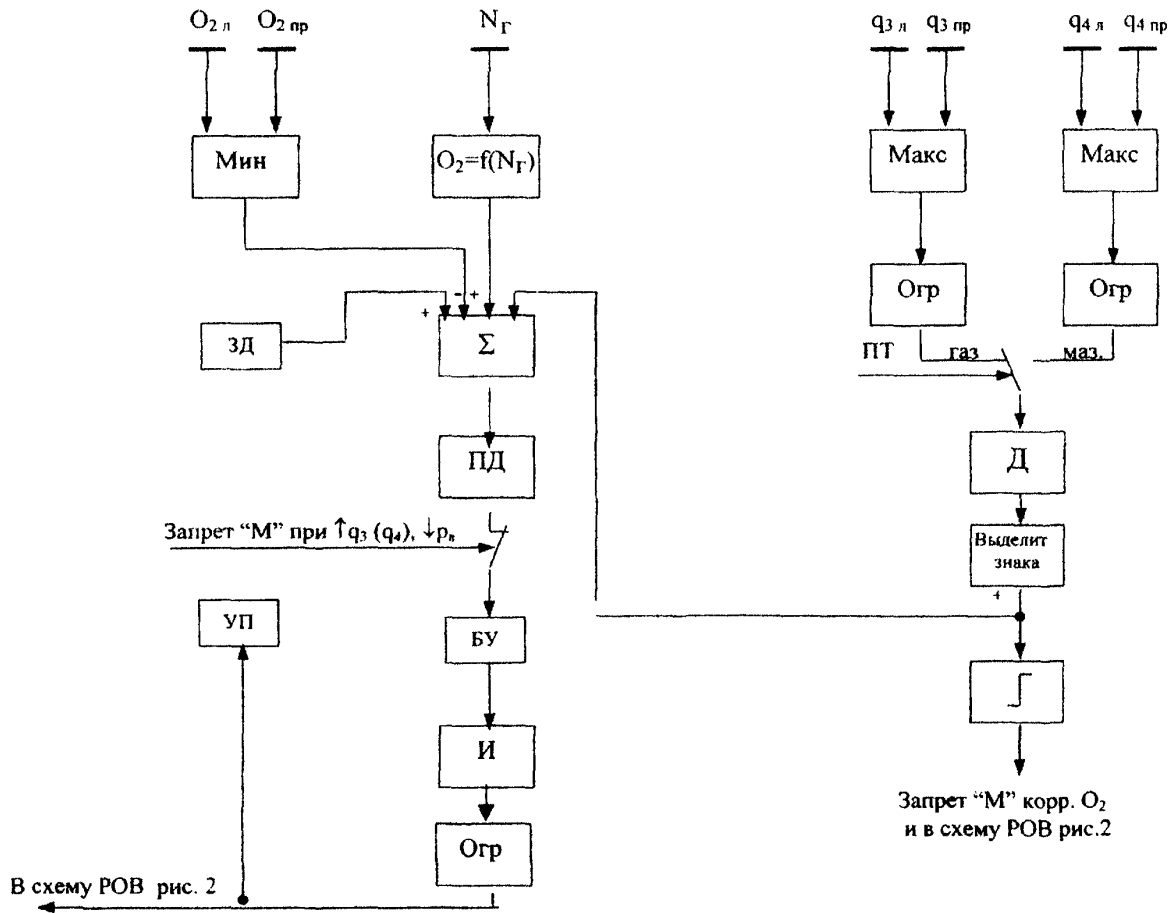 O2 л O2 пр NГ q3 л q3 пр q4 л q4 пр
Мин O2=f(NГ) Макс Макс
Огр Огр
+ - +
ЗД Σ
ПТ газ маз.
ПД Д
Запрет “М” при ↑q3 (q4), ↓pв
Выделит
знака
+
УП БУ
И
Запрет “М” корр. O2
и в схему РОВ рис.2
Огр
В схему РОВ рис. 2